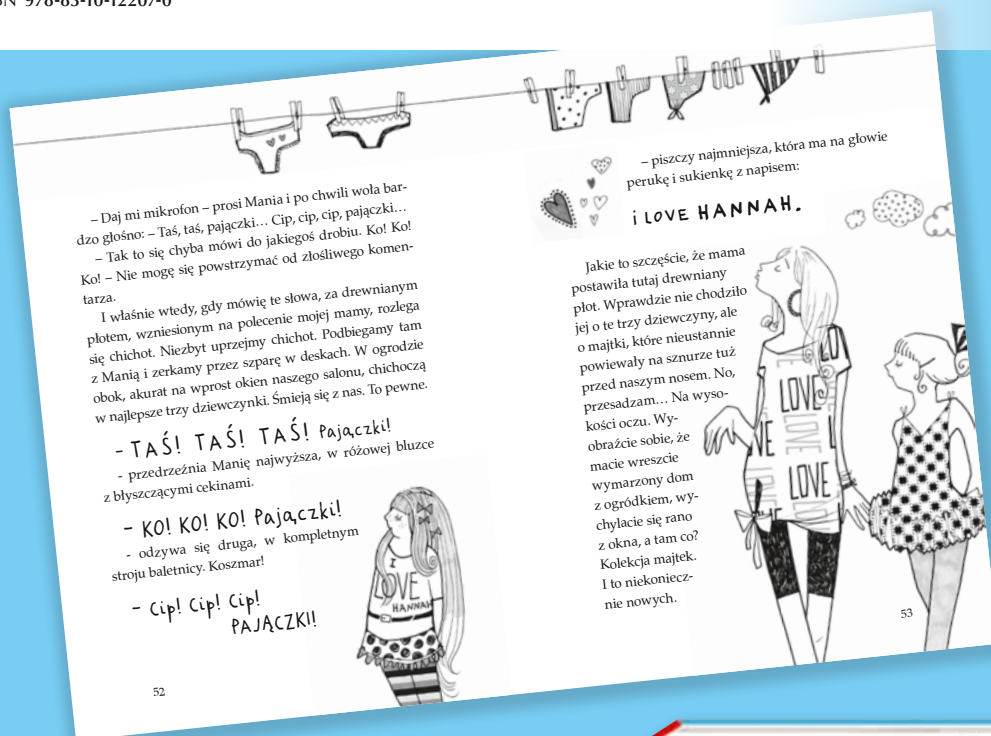 978-83-10-12207-0
– Daj mi mikrofon – prosi Mania i po chwili woła bar-
dzo głośno: – Taś, taś, pajączki… Cip, cip, cip, pajączki…
– Tak to się chyba mówi do jakiegoś drobiu. Ko! Ko!
Ko! – Nie mogę się powstrzymać od złośliwego komen-
tarza.
I właśnie wtedy, gdy mówię te słowa, za drewnianym
płotem, wzniesionym na polecenie mojej mamy, rozlega
się chichot. Niezbyt uprzejmy chichot. Podbiegamy tam
z Manią i zerkamy przez szparę w deskach. W ogrodzie
obok, akurat na wprost okien naszego salonu, chichoczą
w najlepsze trzy dziewczynki. Śmieją się z nas. To pewne.
– TAŚ! TAŚ! TAŚ! Pajączki!
- przedrzeźnia Manię najwyższa, w różowej bluzce
z błyszczącymi cekinami.
– KO! KO! KO! Pajączki!
- odzywa się druga, w kompletnym
stroju baletnicy. Koszmar!
– Cip! Cip! Cip!
PAJĄCZKI!
I
LOVE
HANNAH
52
– piszczy najmniejsza, która ma na głowie
perukę i sukienkę z napisem:
i LOVE HANNAH.
Jakie to szczęście, że mama
postawiła tutaj drewniany
płot. Wprawdzie nie chodziło
jej o te trzy dziewczyny, ale
o majtki, które nieustannie
powiewały na sznurze tuż
przed naszym nosem. No,
przesadzam… Na wyso-
kości oczu. Wy-
obraźcie sobie, że
macie wreszcie
wymarzony dom
z ogródkiem, wy-
chylacie się rano
z okna, a tam co?
Kolekcja majtek.
I to niekoniecz-
nie nowych.
LOVE
LOVE
LOVE
53